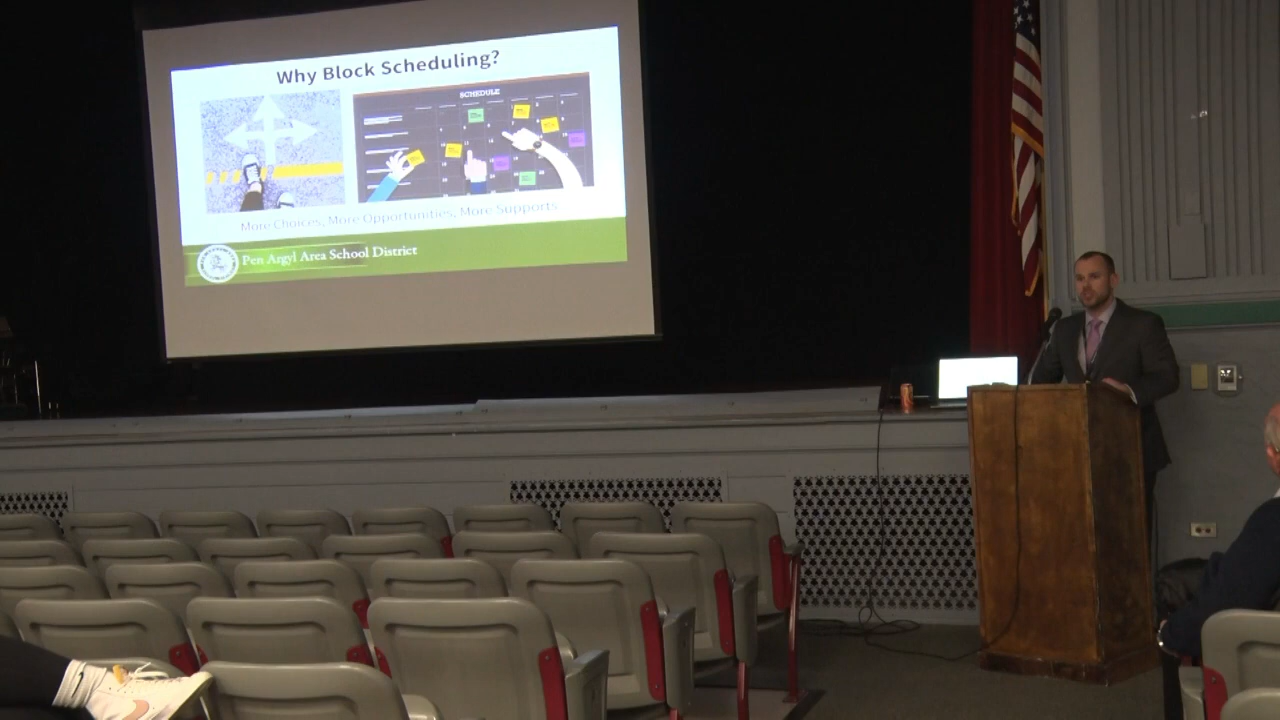 Why Block Scheduling?
SCHEDULE
More Choices, More Opportunities, More Supports
Pen Argyl Area School District